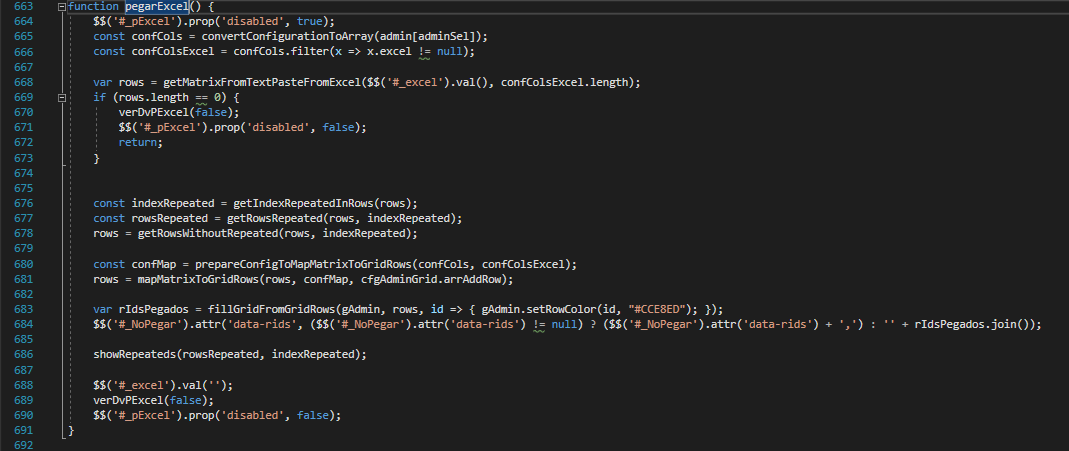 663 function pegarExcel() {
664 $$('#_pExcel').prop('disabled', true);
665 const confCols = convertConfigurationToArray(admin[adminSel]);
666 const confColsExcel = confCols.filter(x => x.excel != null);
667
668 var rows = getMatrixFromTextPasteFromExcel($$('#_excel').val(), confColsExcel.length);
669 if (rows.length == 0) {
670 verDvPExcel(false);
671 $$('#_pExcel').prop('disabled', false);
672 return;
673 }
674
675
676 const indexRepeated = getIndexRepeatedInRows(rows);
677 const rowsRepeated = getRowsRepeated(rows, indexRepeated);
678 rows = getRowsWithoutRepeated(rows, indexRepeated);
679
680 const confMap = prepareConfigToMapMatrixToGridRows(confCols, confColsExcel);
681 rows = mapMatrixToGridRows(rows, confMap, cfgAdminGrid.arrAddRow);
682
683 var rIdsPegados = fillGridFromGridRows(gAdmin, rows, id => { gAdmin.setRowColor(id, "#CCE8ED"); });
684 $$('#_NoPegar').attr('data-rids', ($$('#_NoPegar').attr('data-rids') != null) ? ($$('#_NoPegar').attr('data-rids') + ',') : '' + rIdsPegados.join());
685
686 showRepeateds(rowsRepeated, indexRepeated);
687
688 $$('#_excel').val('');
689 verDvPExcel(false);
690 $$('#_pExcel').prop('disabled', false);
691 }
692